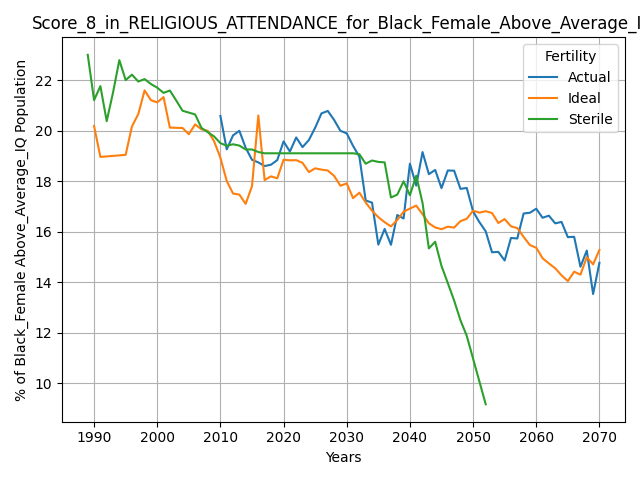 Score_8_in_RELIGIOUS_ATTENDANCE_for_Black_Female_Above_Average_I
% of Black_Female Above_Average_IQ Population
Fertility
Actual
Ideal
Sterile
22
20
18
16
14
12
10
1990 2000 2010 2020 2030 2040 2050 2060 2070
Years